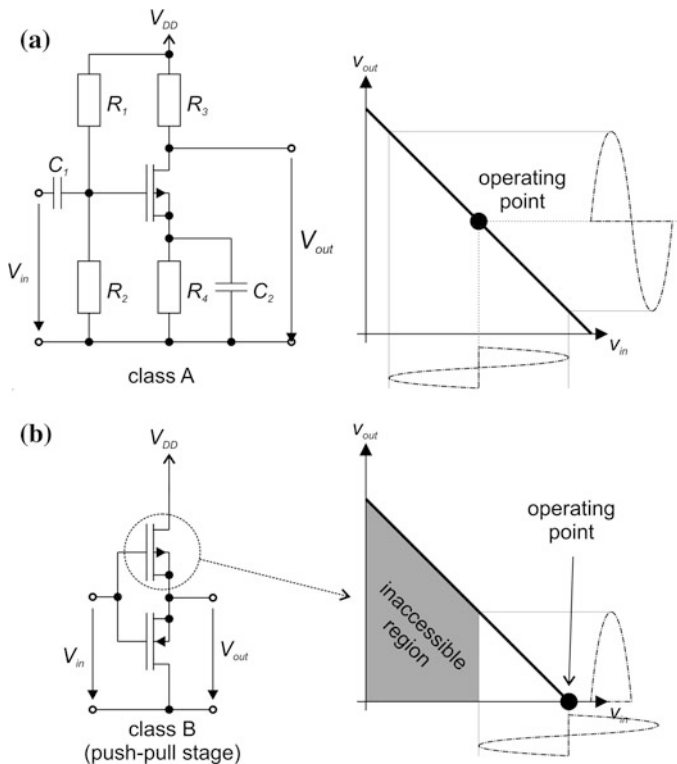 (a)
V_DD
R_1
R_3
C_1
V_in
R_2
R_4
C_2
V_out
class A
v_out
operating
point
v_in
(b)
V_DD
V_in
V_out
class B
(push-pull stage)
v_out
operating
point
inaccessible
region
v_in